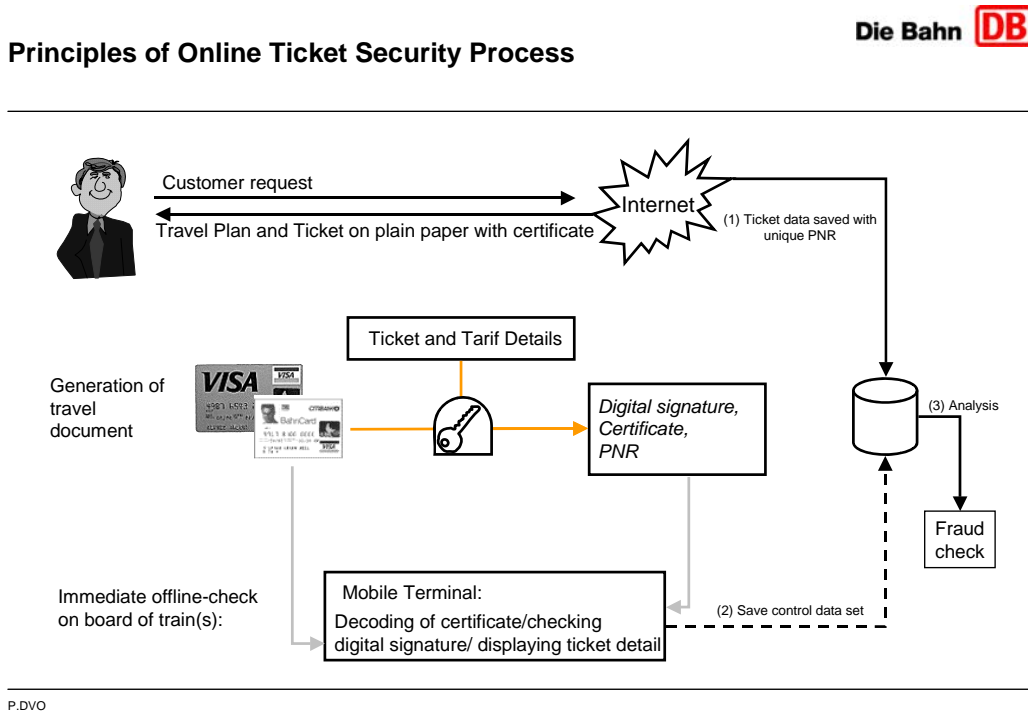 Die Bahn DB
Principles of Online Ticket Security Process
Customer request
Internet
Travel Plan and Ticket on plain paper with certificate
(1) Ticket data saved with
unique PNR
Ticket and Tarif Details
Generation of
travel
document
VISA
VISA
CITIBANK
BahnCard
VISA
Digital signature,
Certificate,
PNR
(3) Analysis
Fraud
check
Immediate offline-check
on board of train(s):
Mobile Terminal:
Decoding of certificate/checking
digital signature/ displaying ticket detail
(2) Save control data set
P.DVO